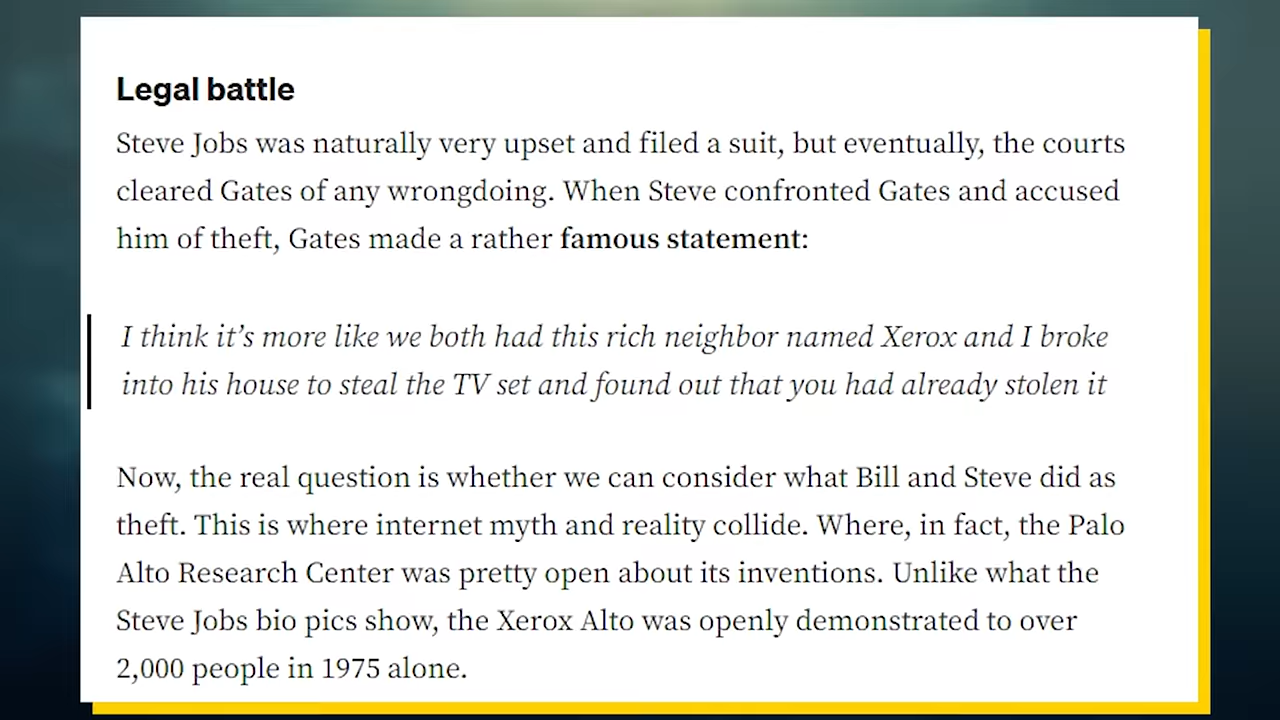 Legal battle
Steve Jobs was naturally very upset and filed a suit, but eventually, the courts
cleared Gates of any wrongdoing. When Steve confronted Gates and accused
him of theft, Gates made a rather famous statement:
I think it’s more like we both had this rich neighbor named Xerox and I broke
into his house to steal the TV set and found out that you had already stolen it
Now, the real question is whether we can consider what Bill and Steve did as
theft. This is where internet myth and reality collide. Where, in fact, the Palo
Alto Research Center was pretty open about its inventions. Unlike what the
Steve Jobs bio pics show, the Xerox Alto was openly demonstrated to over
2,000 people in 1975 alone.